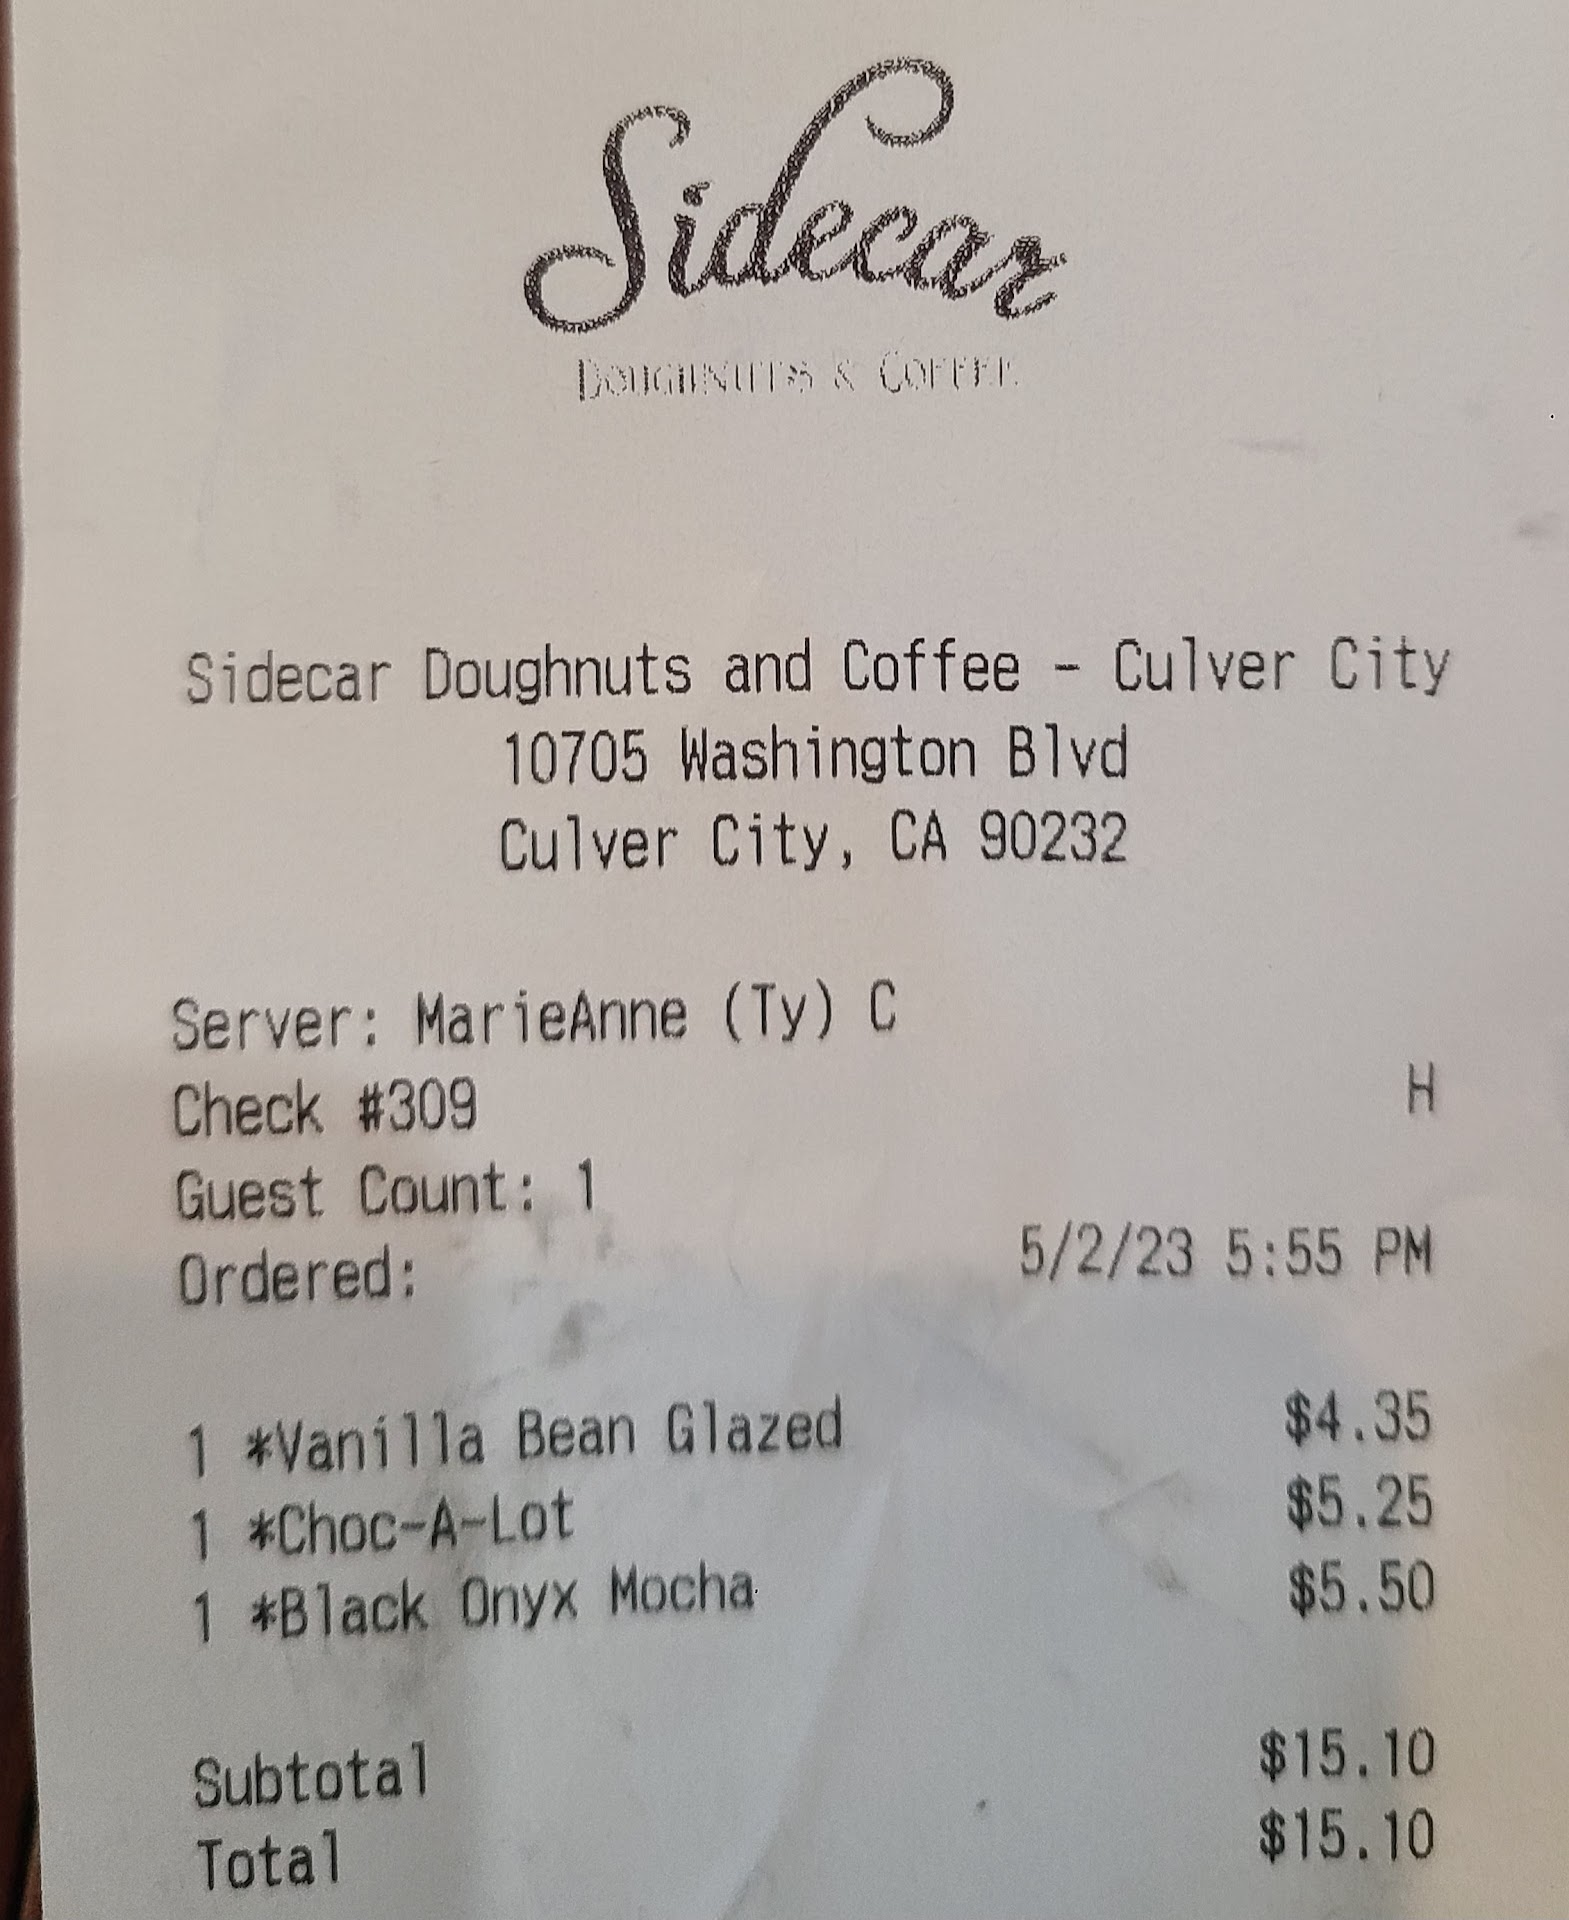 Sidecar
DOUGHNUTS & COFFEE
Sidecar Doughnuts and Coffee - Culver City
10705 Washington Blvd
Culver City, CA 90232
Server: MarieAnne (Ty) C
Check #309 H
Guest Count: 1
Ordered: 5/2/23 5:55 PM
1 *Vanilla Bean Glazed $4.35
1 *Choc-A-Lot $5.25
1 *Black Onyx Mocha $5.50
Subtotal $15.10
Total $15.10